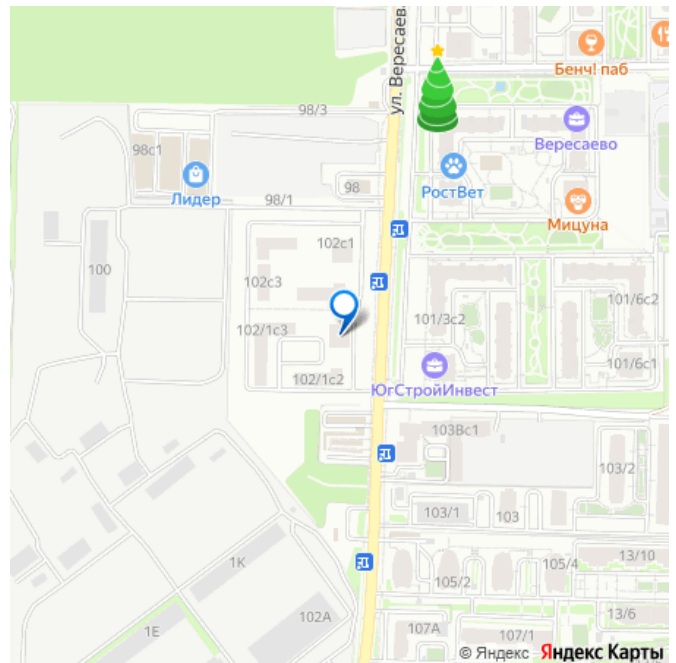 ул. Вересаева
Бенч! паб
98/3
Вересаево
98с1
РостВет
98
Лидер
98/1
Мицуна
102с1
100
102с3
101/6с2
101/3с2
102/1с3
101/6с1
102/1с2
ЮгСтройИнвест
103Вс1
103/2
103/1
103
13/10
1К
105/4
105/2
102А
13/6
1Е
107А
107/1
© Яндекс Яндекс Карты